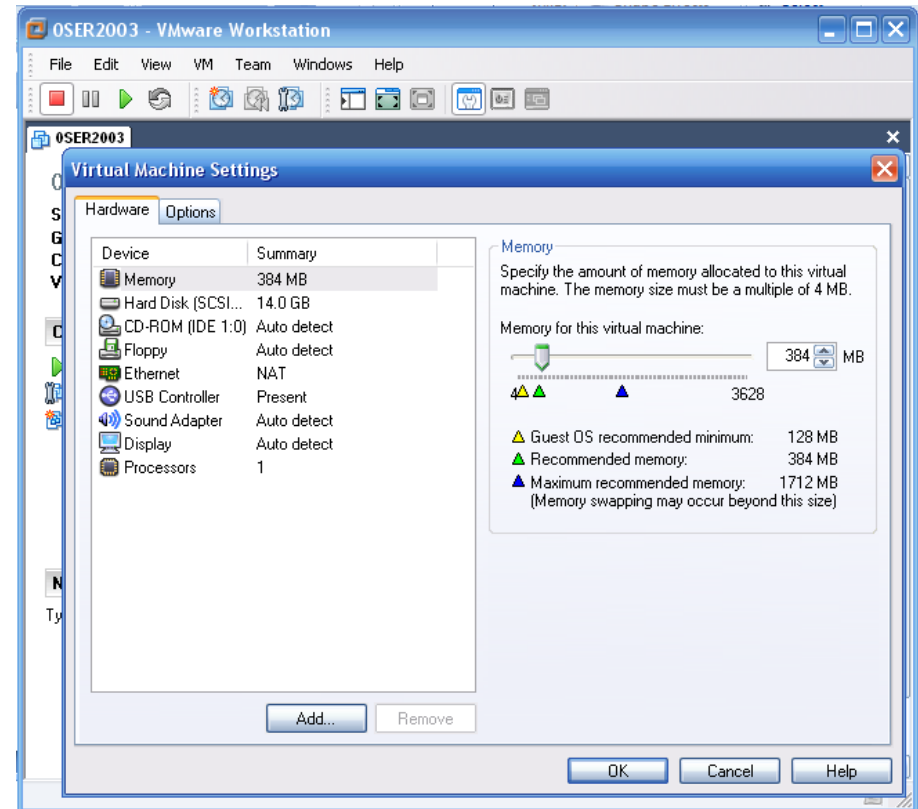 0SER2003 - VMware Workstation
File Edit View VM Team Windows Help
0SER2003
Virtual Machine Settings
Hardware Options
Device Summary
Memory 384 MB
Hard Disk (SCSI... 14.0 GB
CD-ROM (IDE 1:0) Auto detect
Floppy Auto detect
Ethernet NAT
USB Controller Present
Sound Adapter Auto detect
Display Auto detect
Processors 1
Add... Remove
Memory
Specify the amount of memory allocated to this virtual
machine. The memory size must be a multiple of 4 MB.
Memory for this virtual machine:
384 MB
4 3628
Guest OS recommended minimum: 128 MB
Recommended memory: 384 MB
Maximum recommended memory: 1712 MB
(Memory swapping may occur beyond this size)
OK Cancel Help